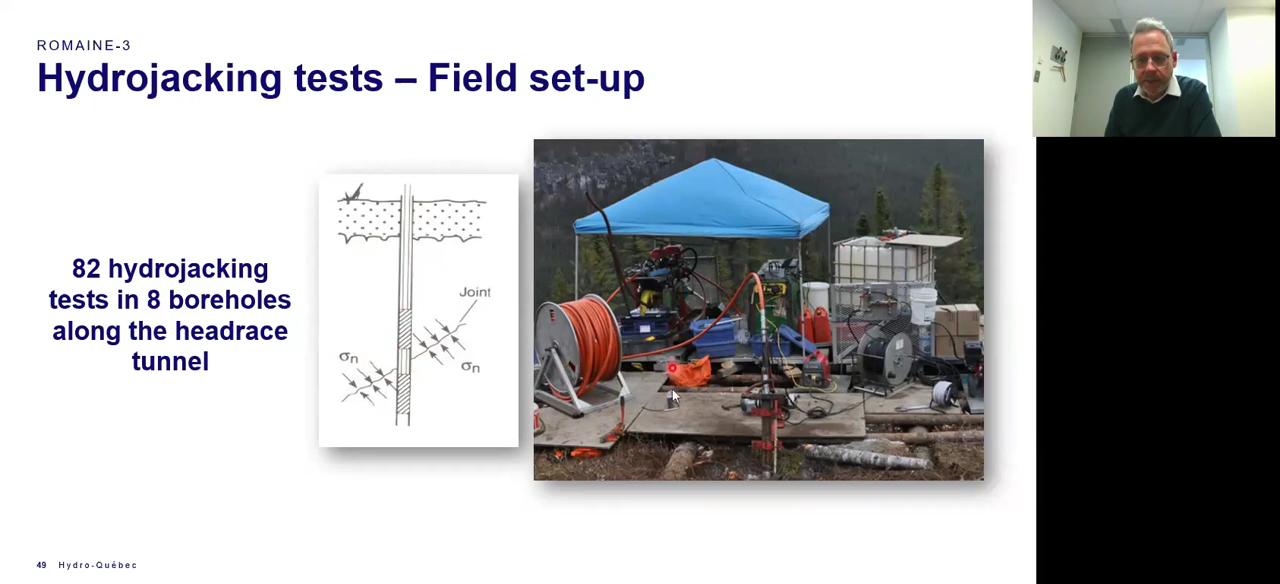 ROMAINE-3
Hydrojacking tests – Field set-up
82 hydrojacking
tests in 8 boreholes
along the headrace
tunnel
Joint
σn
σn
49 Hydro-Québec